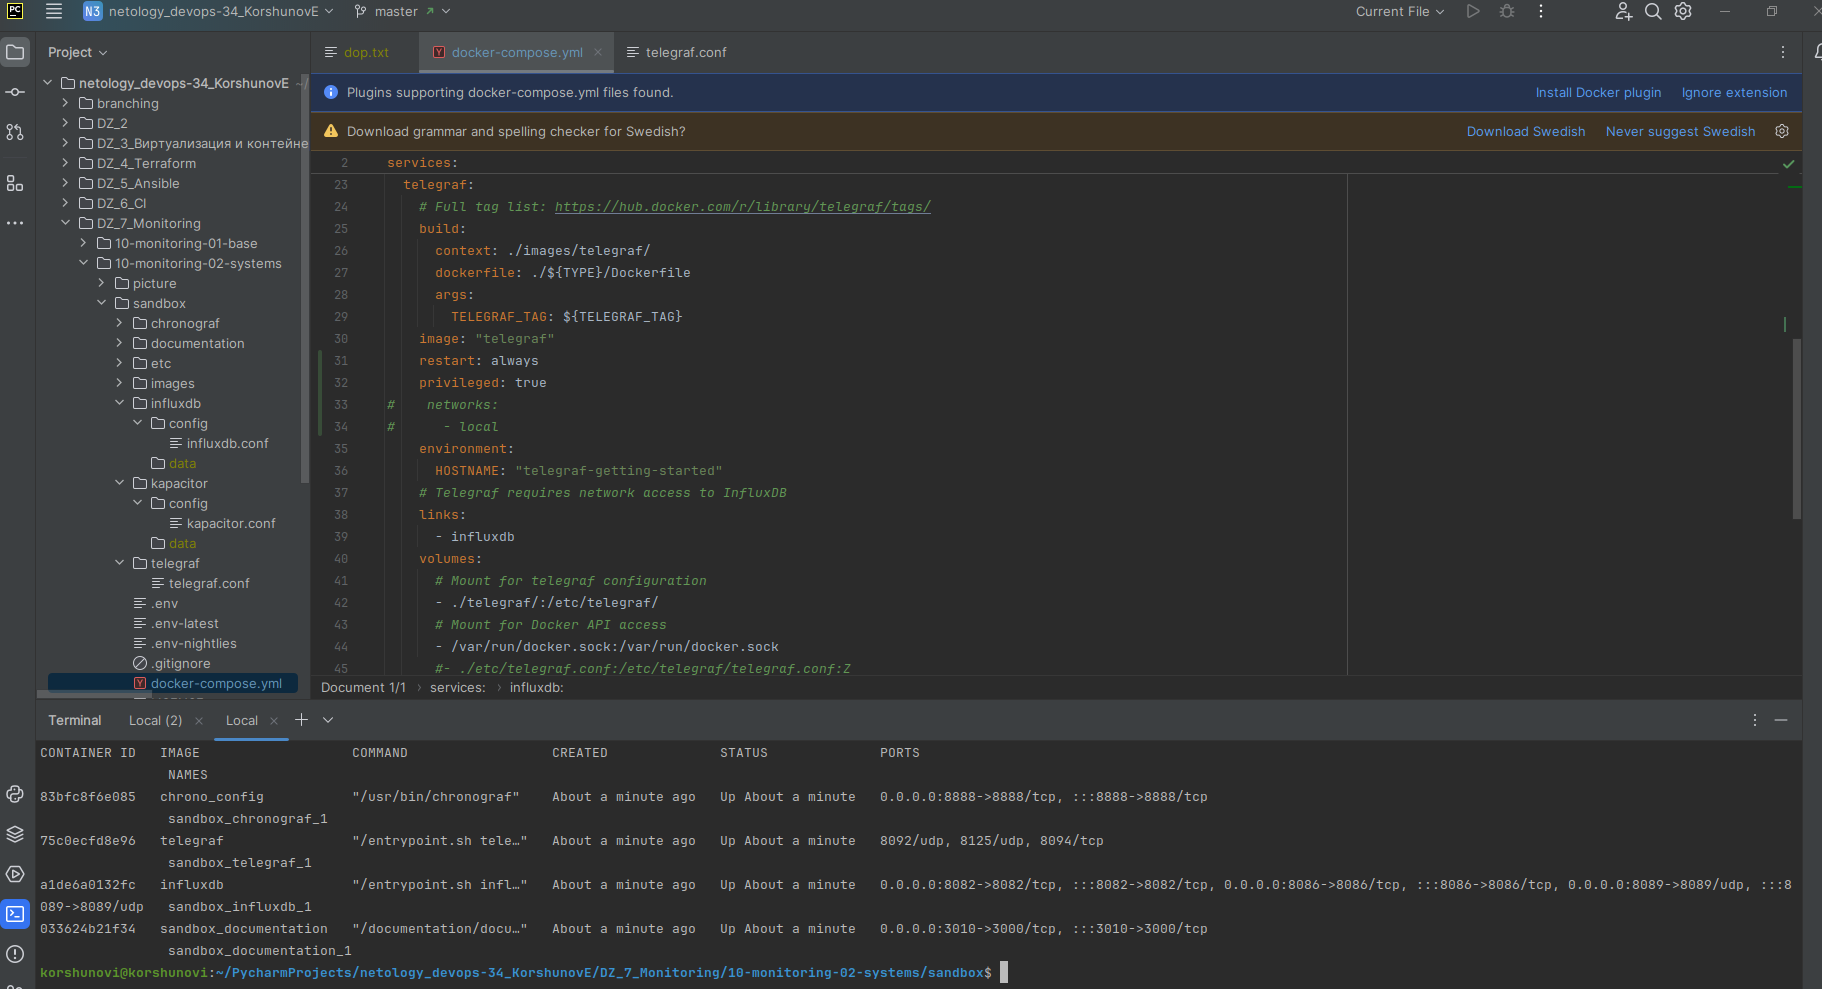 PC
N3 netology_devops-34_KorshunovE master Current File
Project
dop.txt docker-compose.yml telegraf.conf
netology_devops-34_KorshunovE ~/
branching
DZ_2
DZ_3_Виртуализация и контейне
DZ_4_Terraform
DZ_5_Ansible
DZ_6_CI
DZ_7_Monitoring
10-monitoring-01-base
10-monitoring-02-systems
picture
sandbox
chronograf
documentation
etc
images
influxdb
config
influxdb.conf
data
kapacitor
config
kapacitor.conf
data
telegraf
telegraf.conf
.env
.env-latest
.env-nightlies
.gitignore
docker-compose.yml
Plugins supporting docker-compose.yml files found. Install Docker plugin Ignore extension
Download grammar and spelling checker for Swedish? Download Swedish Never suggest Swedish
2 services:
23 telegraf:
24 # Full tag list: https://hub.docker.com/r/library/telegraf/tags/
25 build:
26 context: ./images/telegraf/
27 dockerfile: ./${TYPE}/Dockerfile
28 args:
29 TELEGRAF_TAG: ${TELEGRAF_TAG}
30 image: "telegraf"
31 restart: always
32 privileged: true
33 # networks:
34 # - local
35 environment:
36 HOSTNAME: "telegraf-getting-started"
37 # Telegraf requires network access to InfluxDB
38 links:
39 - influxdb
40 volumes:
41 # Mount for telegraf configuration
42 - ./telegraf/:/etc/telegraf/
43 # Mount for Docker API access
44 - /var/run/docker.sock:/var/run/docker.sock
45 #- ./etc/telegraf.conf:/etc/telegraf/telegraf.conf:Z
Document 1/1 › services: › influxdb:
Terminal Local (2) Local
CONTAINER ID IMAGE COMMAND CREATED STATUS PORTS
NAMES
83bfc8f6e085 chrono_config "/usr/bin/chronograf" About a minute ago Up About a minute 0.0.0.0:8888->8888/tcp, :::8888->8888/tcp
sandbox_chronograf_1
75c0ecfd8e96 telegraf "/entrypoint.sh tele…" About a minute ago Up About a minute 8092/udp, 8125/udp, 8094/tcp
sandbox_telegraf_1
a1de6a0132fc influxdb "/entrypoint.sh infl…" About a minute ago Up About a minute 0.0.0.0:8082->8082/tcp, :::8082->8082/tcp, 0.0.0.0:8086->8086/tcp, :::8086->8086/tcp, 0.0.0.0:8089->8089/udp, :::8
089->8089/udp sandbox_influxdb_1
033624b21f34 sandbox_documentation "/documentation/docu…" About a minute ago Up About a minute 0.0.0.0:3010->3000/tcp, :::3010->3000/tcp
sandbox_documentation_1
korshunovi@korshunovi:~/PycharmProjects/netology_devops-34_KorshunovE/DZ_7_Monitoring/10-monitoring-02-systems/sandbox$